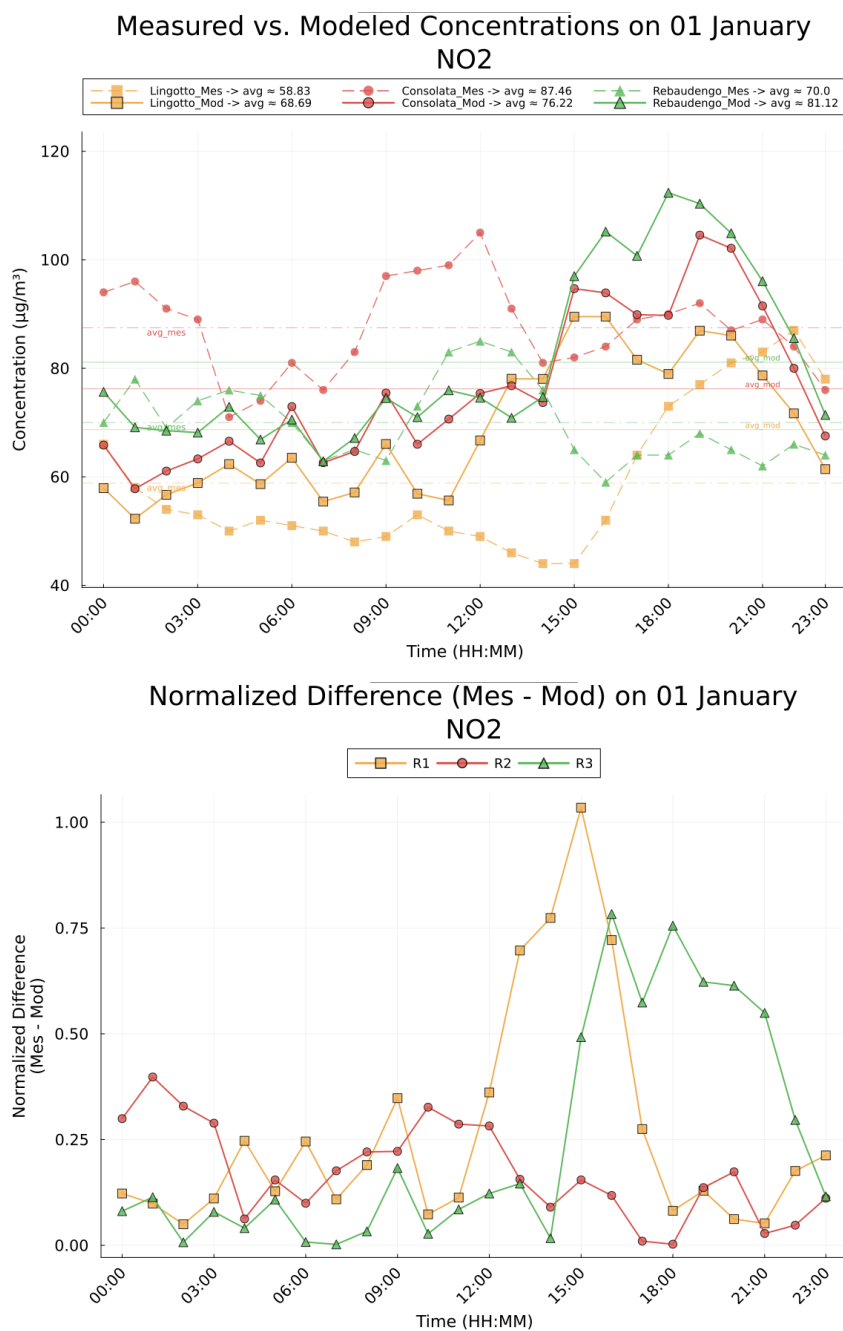 Measured vs. Modeled Concentrations on 01 January
NO2
Lingotto_Mes -> avg ≈ 58.83
Consolata_Mes -> avg ≈ 87.46
Rebaudengo_Mes -> avg ≈ 70.0
Lingotto_Mod -> avg ≈ 68.69
Consolata_Mod -> avg ≈ 76.22
Rebaudengo_Mod -> avg ≈ 81.12
Concentration (μg/m³)
120
100
80
60
40
avg_mes
avg_mod
avg_mod
avg_mes
avg_mod
avg_mes
00:00
03:00
06:00
09:00
12:00
15:00
18:00
21:00
23:00
Time (HH:MM)
Normalized Difference (Mes - Mod) on 01 January
NO2
R1
R2
R3
Normalized Difference
(Mes - Mod)
1.00
0.75
0.50
0.25
0.00
00:00
03:00
06:00
09:00
12:00
15:00
18:00
21:00
23:00
Time (HH:MM)